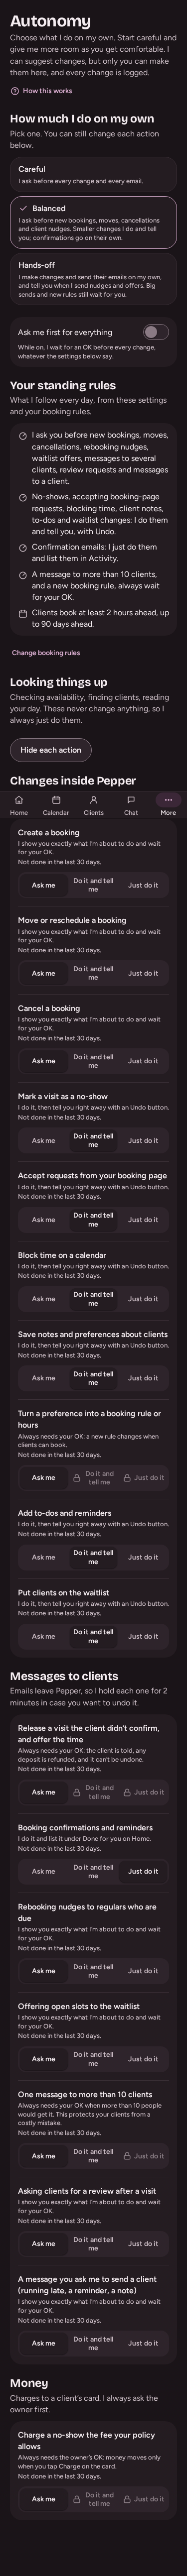 Autonomy
Choose what I do on my own. Start careful and
give me more room as you get comfortable. I
can suggest changes, but only you can make
them here, and every change is logged.
How this works
How much I do on my own
Pick one. You can still change each action
below.
Careful
I ask before every change and every email.
Balanced
I ask before new bookings, moves, cancellations
and client nudges. Smaller changes I do and tell
you; confirmations go on their own.
Hands-off
I make changes and send their emails on my own,
and tell you when I send nudges and offers. Big
sends and new rules still wait for you.
Ask me first for everything
While on, I wait for an OK before every change,
whatever the settings below say.
Your standing rules
What I follow every day, from these settings
and your booking rules.
I ask you before new bookings, moves,
cancellations, rebooking nudges,
waitlist offers, messages to several
clients, review requests and messages
to a client.
No-shows, accepting booking-page
requests, blocking time, client notes,
to-dos and waitlist changes: I do them
and tell you, with Undo.
Confirmation emails: I just do them
and list them in Activity.
A message to more than 10 clients,
and a new booking rule, always wait
for your OK.
Clients book at least 2 hours ahead, up
to 90 days ahead.
Change booking rules
Looking things up
Checking availability, finding clients, reading
your day. These never change anything, so I
always just do them.
Hide each action
Changes inside Pepper
Home
Calendar
Clients
Chat
More
Create a booking
I show you exactly what I'm about to do and wait
for your OK.
Not done in the last 30 days.
Ask me
Do it and tell
me
Just do it
Move or reschedule a booking
I show you exactly what I'm about to do and wait
for your OK.
Not done in the last 30 days.
Ask me
Do it and tell
me
Just do it
Cancel a booking
I show you exactly what I'm about to do and wait
for your OK.
Not done in the last 30 days.
Ask me
Do it and tell
me
Just do it
Mark a visit as a no-show
I do it, then tell you right away with an Undo button.
Not done in the last 30 days.
Ask me
Do it and tell
me
Just do it
Accept requests from your booking page
I do it, then tell you right away with an Undo button.
Not done in the last 30 days.
Ask me
Do it and tell
me
Just do it
Block time on a calendar
I do it, then tell you right away with an Undo button.
Not done in the last 30 days.
Ask me
Do it and tell
me
Just do it
Save notes and preferences about clients
I do it, then tell you right away with an Undo button.
Not done in the last 30 days.
Ask me
Do it and tell
me
Just do it
Turn a preference into a booking rule or
hours
Always needs your OK: a new rule changes when
clients can book.
Not done in the last 30 days.
Ask me
Do it and
tell me
Just do it
Add to-dos and reminders
I do it, then tell you right away with an Undo button.
Not done in the last 30 days.
Ask me
Do it and tell
me
Just do it
Put clients on the waitlist
I do it, then tell you right away with an Undo button.
Not done in the last 30 days.
Ask me
Do it and tell
me
Just do it
Messages to clients
Emails leave Pepper, so I hold each one for 2
minutes in case you want to undo it.
Release a visit the client didn't confirm,
and offer the time
Always needs your OK: the client is told, any
deposit is refunded, and it can't be undone.
Not done in the last 30 days.
Ask me
Do it and
tell me
Just do it
Booking confirmations and reminders
I do it and list it under Done for you on Home.
Not done in the last 30 days.
Ask me
Do it and tell
me
Just do it
Rebooking nudges to regulars who are
due
I show you exactly what I'm about to do and wait
for your OK.
Not done in the last 30 days.
Ask me
Do it and tell
me
Just do it
Offering open slots to the waitlist
I show you exactly what I'm about to do and wait
for your OK.
Not done in the last 30 days.
Ask me
Do it and tell
me
Just do it
One message to more than 10 clients
Always needs your OK when more than 10 people
would get it. This protects your clients from a
costly mistake.
Not done in the last 30 days.
Ask me
Do it and tell
me
Just do it
Asking clients for a review after a visit
I show you exactly what I'm about to do and wait
for your OK.
Not done in the last 30 days.
Ask me
Do it and tell
me
Just do it
A message you ask me to send a client
(running late, a reminder, a note)
I show you exactly what I'm about to do and wait
for your OK.
Not done in the last 30 days.
Ask me
Do it and tell
me
Just do it
Money
Charges to a client's card. I always ask the
owner first.
Charge a no-show the fee your policy
allows
Always needs the owner's OK: money moves only
when you tap Charge on the card.
Not done in the last 30 days.
Ask me
Do it and
tell me
Just do it